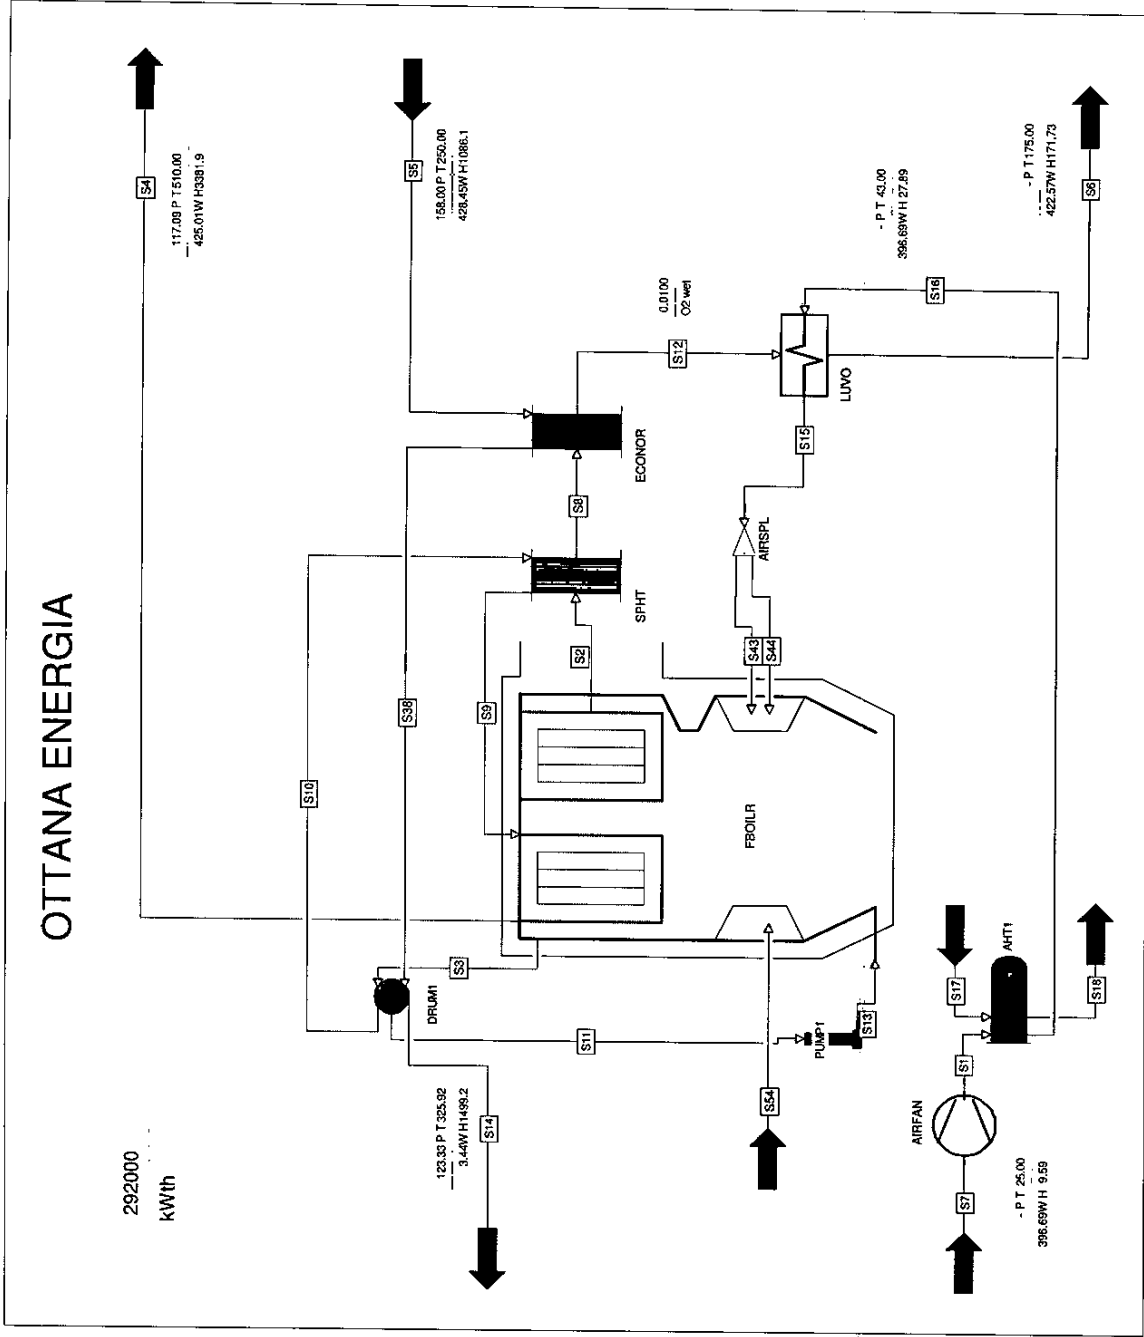 OTTANA ENERGIA
292000
kWth
S4
117.09 P T 510.00
425.01W H3381.9
S5
158.00 P T 250.00
428.45W H1086.1
S10
S38
S9
S3
DRUM1
S11
123.33 P T 325.92
3.44W H1499.2
S14
S2
SPHT
S8
ECONOR
S12
0.0100
O2 wet
FBOILR
S43
S44
AIRSPL
S15
LUVO
S16
- P T 43.00
396.69W H 27.89
- P T 175.00
422.57W H171.73
S6
S54
PUMP1
S13
AIRFAN
S7
S1
- P T 25.00
396.69W H 9.59
S17
AHT1
S18